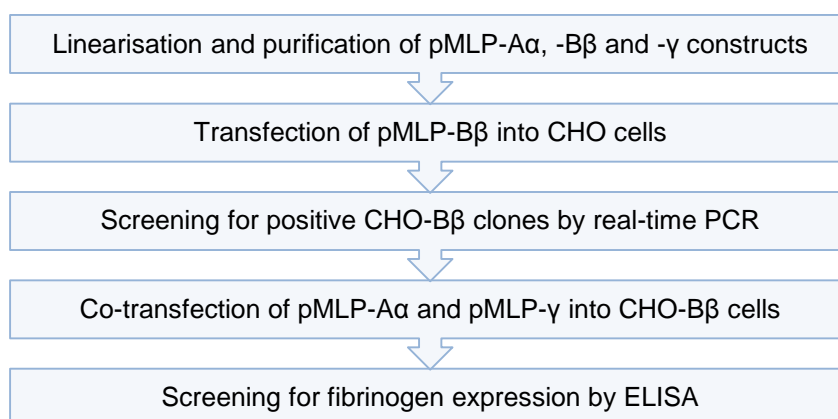 Linearisation and purification of pMLP-Aα, -Bβ and -γ constructs
Transfection of pMLP-Bβ into CHO cells
Screening for positive CHO-Bβ clones by real-time PCR
Co-transfection of pMLP-Aα and pMLP-γ into CHO-Bβ cells
Screening for fibrinogen expression by ELISA